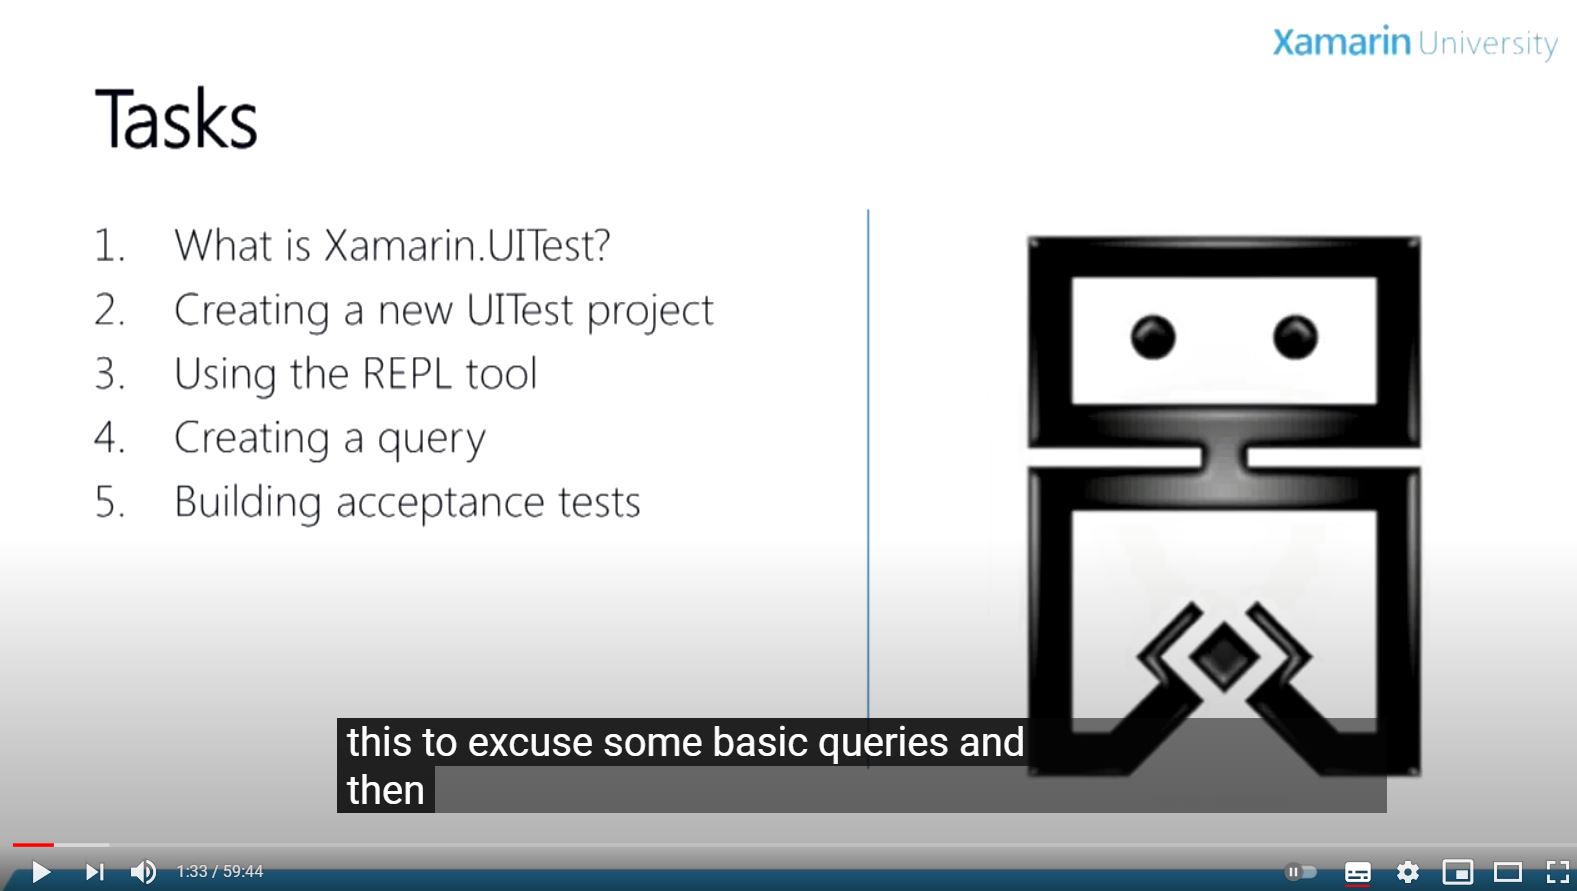 Xamarin University
Tasks
1. What is Xamarin.UITest?
2. Creating a new UITest project
3. Using the REPL tool
4. Creating a query
5. Building acceptance tests
this to excuse some basic queries and
then
1:33 / 59:44